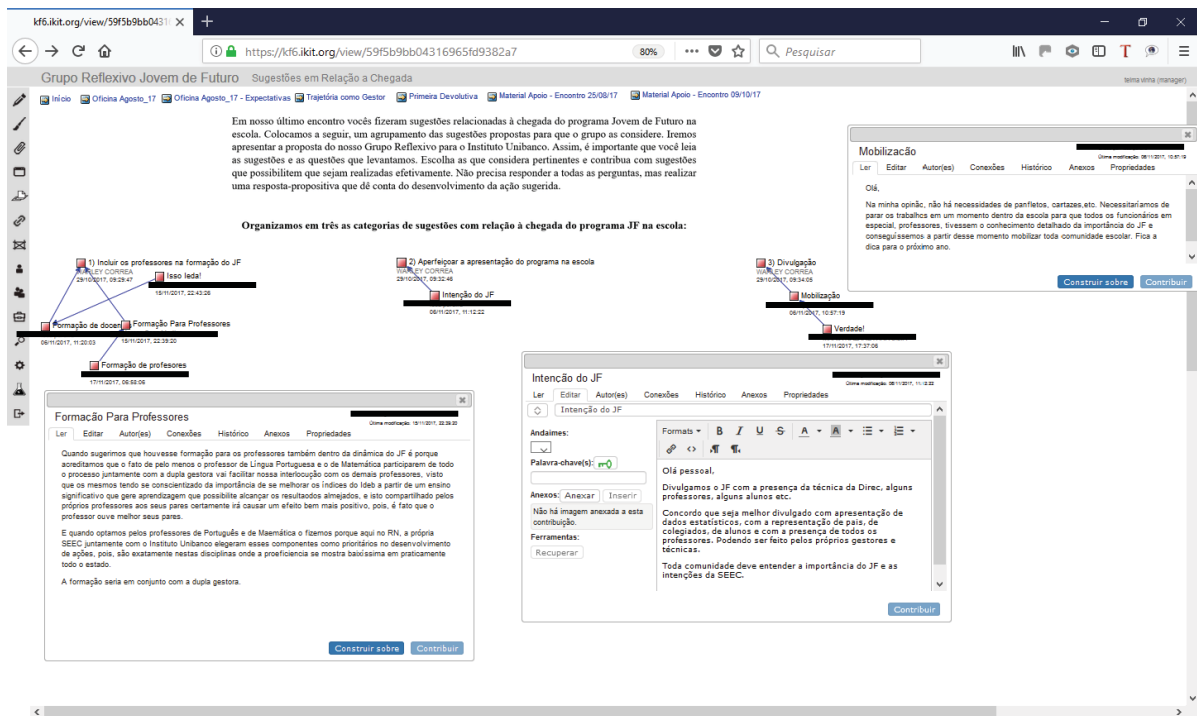 kf6.ikit.org/view/59f5b9bb0431
https://kf6.ikit.org/view/59f5b9bb04316965fd9382a7
80%
Pesquisar
Grupo Reflexivo Jovem de Futuro Sugestões em Relação a Chegada
telma vinha (manager)
Início Oficina Agosto_17 Oficina Agosto_17 - Expectativas Trajetória como Gestor Primeira Devolutiva Material Apoio - Encontro 25/08/17 Material Apoio - Encontro 09/10/17
Em nosso último encontro vocês fizeram sugestões relacionadas à chegada do programa Jovem de Futuro na
escola. Colocamos a seguir, um agrupamento das sugestões propostas para que o grupo as considere. Iremos
apresentar a proposta do nosso Grupo Reflexivo para o Instituto Unibanco. Assim, é importante que você leia
as sugestões e as questões que levantamos. Escolha as que considera pertinentes e contribua com sugestões
que possibilitem que sejam realizadas efetivamente. Não precisa responder a todas as perguntas, mas realizar
uma resposta-propositiva que dê conta do desenvolvimento da ação sugerida.
Organizamos em três as categorias de sugestões com relação à chegada do programa JF na escola:
1) Incluir os professores na formação do JF
WARLEY CORREA
29/10/2017, 09:29:47
Isso Ieda!
15/11/2017, 22:43:26
Formação de docen
06/11/2017, 11:20:03
Formação Para Professores
15/11/2017, 22:39:20
Formação de profesores
17/11/2017, 06:58:06
2) Aperfeiçoar a apresentação do programa na escola
WARLEY CORREA
29/10/2017, 09:32:46
Intenção do JF
06/11/2017, 11:12:22
3) Divulgação
WARLEY CORREA
29/10/2017, 09:34:05
Mobilização
06/11/2017, 10:57:19
Verdade!
17/11/2017, 17:37:06
Mobilizacão
Última modificação: 06/11/2017, 10:57:19
Ler Editar Autor(es) Conexões Histórico Anexos Propriedades
Olá,
Na minha opinãc, não há necessidades de panfletos, cartazes,etc. Necessitaríamos de
parar os trabalhos em um momento dentro da escola para que todos os funcionários em
especial, professores, tivessem o conhecimento detalhado da importância do JF e
conseguíssemos a partir desse momento mobilizar toda comunidade escolar. Fica a
dica para o próximo ano.
Construir sobre Contribuir
Formacão Para Professores
Última modificação: 15/11/2017, 22:39:20
Ler Editar Autor(es) Conexões Histórico Anexos Propriedades
Quando sugerimos que houvesse formação para os professores também dentro da dinâmica do JF é porque
acreditamos que o fato de pelo menos o professor de Língua Portuguesa e o de Matemática participarem de todo
o processo juntamente com a dupla gestora vai facilitar nossa interlocução com os demais professores, visto
que os mesmos tendo se conscientizado da importância de se melhorar os índices do Ideb a partir de um ensino
significativo que gere aprendizagem que possibilite alcançar os resultaodos almejados, e isto compartilhado pelos
próprios professores aos seus pares certamente irá causar um efeito bem mais positivo, pois, é fato que o
professor ouve melhor seus pares.
E quando optamos pelos professores de Português e de Maemática o fizemos porque aqui no RN, a própria
SEEC juntamente com o Instituto Unibanco elegeram esses componentes como prioritários no desenvolvimento
de ações, pois, são exatamente nestas disciplinas onde a proeficiencia se mostra baixíssima em praticamente
todo o estado.
A formação seria em conjunto com a dupla gestora.
Construir sobre Contribuir
Intencão do JF
Última modificação: 06/11/2017, 11:12:22
Ler Editar Autor(es) Conexões Histórico Anexos Propriedades
Intenção do JF
Andaimes:
Palavra-chave(s):
Anexos: Anexar Inserir
Não há imagem anexada a esta
contribuição.
Ferramentas:
Recuperar
Formats B I U S A A
Olá pessoal,
Divulgamos o JF com a presença da técnica da Direc, alguns
professores, alguns alunos etc.
Concordo que seja melhor divulgado com apresentação de
dados estatísticos, com a representação de pais, de
colegiados, de alunos e com a presença de todos os
professores. Podendo ser feito pelos próprios gestores e
técnicas.
Toda comunidade deve entender a importância do JF e as
intenções da SEEC.
Contribuir